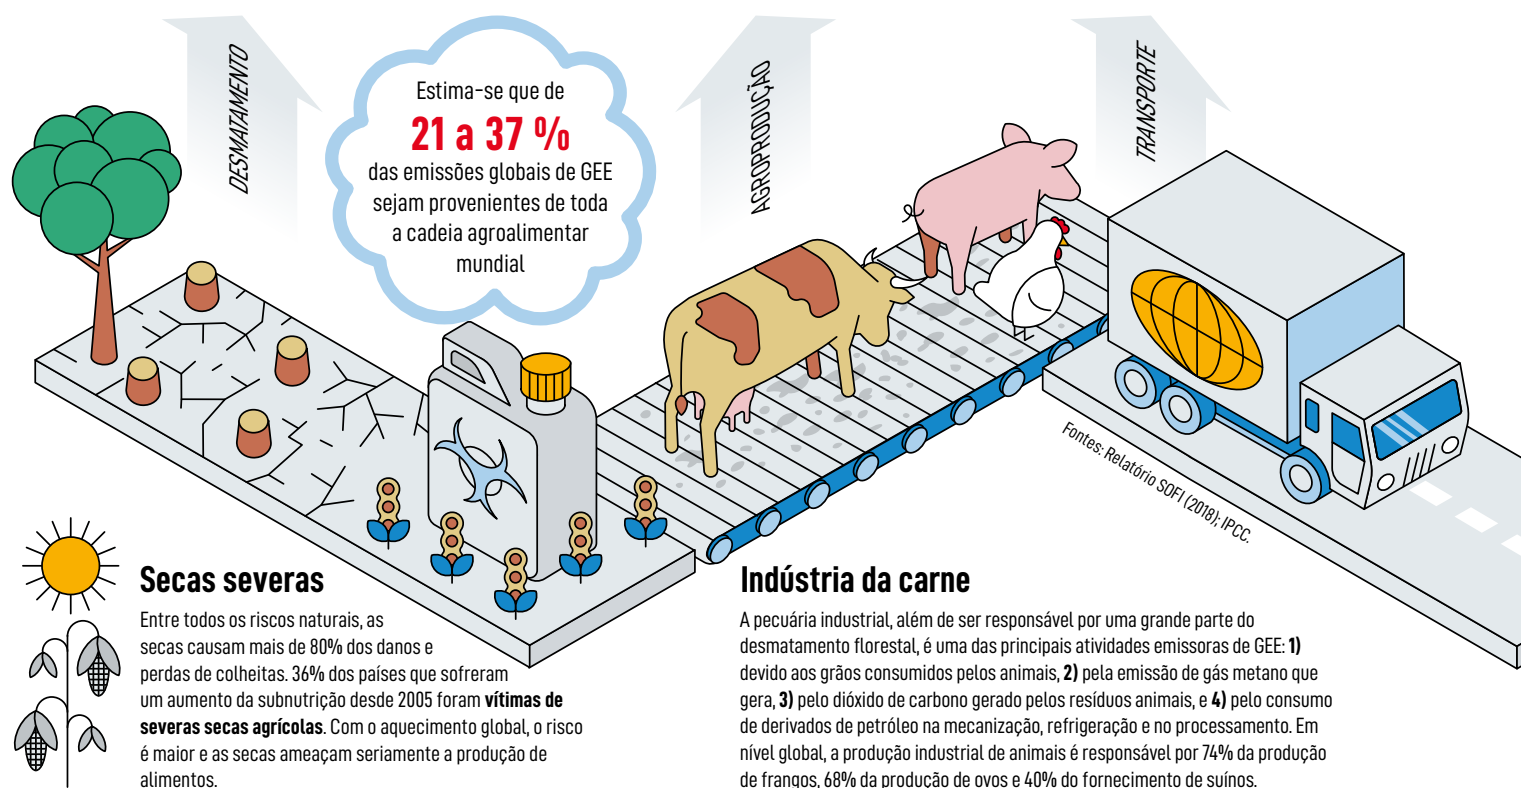 DESMATAMENTO
Estima-se que de
21 a 37 %
das emissões globais de GEE
sejam provenientes de toda
a cadeia agroalimentar
mundial
AGROPRODUÇÃO
TRANSPORTE
Fontes: Relatório SOFI (2018); IPCC.
Secas severas
Entre todos os riscos naturais, as
secas causam mais de 80% dos danos e
perdas de colheitas. 36% dos países que sofreram
um aumento da subnutrição desde 2005 foram vítimas de
severas secas agrícolas. Com o aquecimento global, o risco
é maior e as secas ameaçam seriamente a produção de
alimentos.
Indústria da carne
A pecuária industrial, além de ser responsável por uma grande parte do
desmatamento florestal, é uma das principais atividades emissoras de GEE: 1)
devido aos grãos consumidos pelos animais, 2) pela emissão de gás metano que
gera, 3) pelo dióxido de carbono gerado pelos resíduos animais, e 4) pelo consumo
de derivados de petróleo na mecanização, refrigeração e no processamento. Em
nível global, a produção industrial de animais é responsável por 74% da produção
de frangos, 68% da produção de ovos e 40% do fornecimento de suínos.